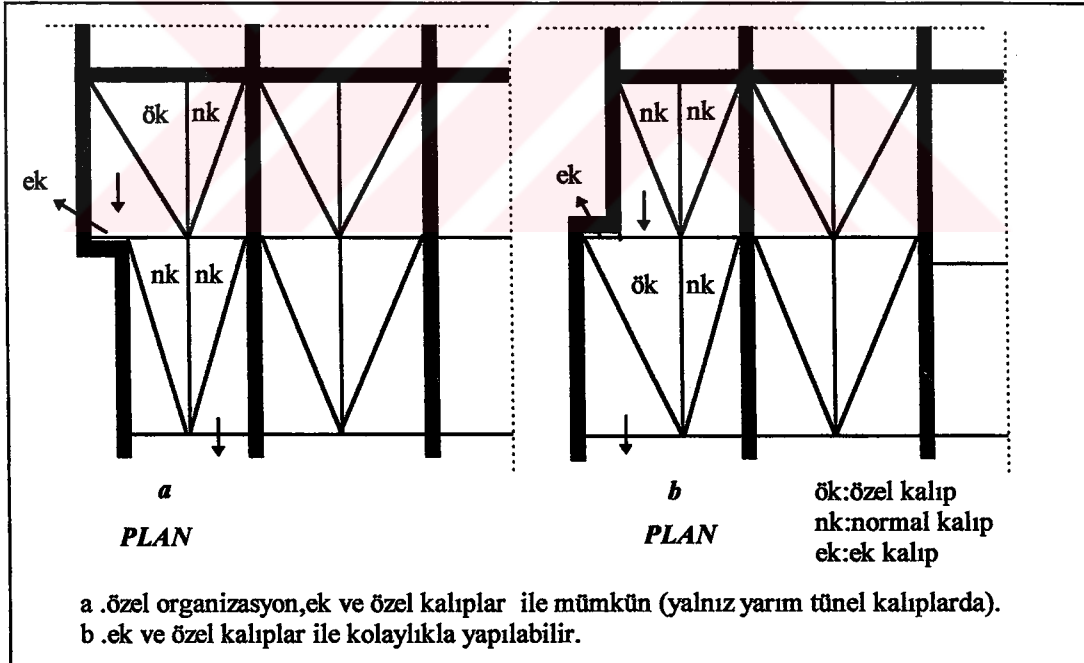 ök nk
ek
nk nk
a
PLAN
nk nk
ek
ök nk
b
PLAN
ök:özel kalıp
nk:normal kalıp
ek:ek kalıp
a .özel organizasyon,ek ve özel kalıplar ile mümkün (yalnız yarım tünel kalıplarda).
b .ek ve özel kalıplar ile kolaylıkla yapılabilir.